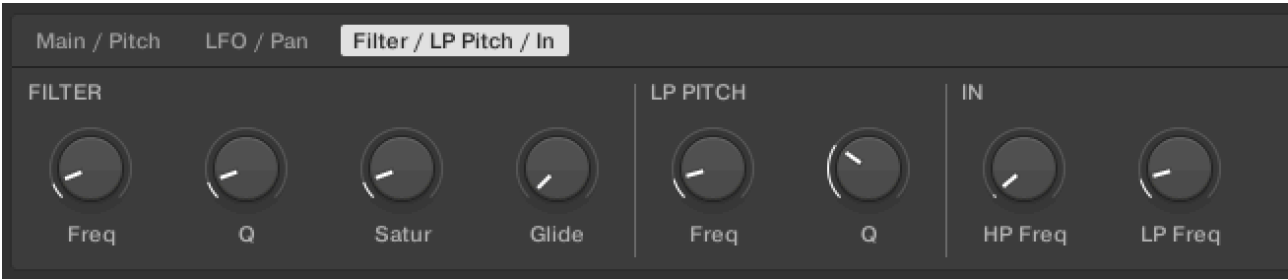 Main / Pitch LFO / Pan Filter / LP Pitch / In
FILTER LP PITCH IN
Freq Q Satur Glide Freq Q HP Freq LP Freq